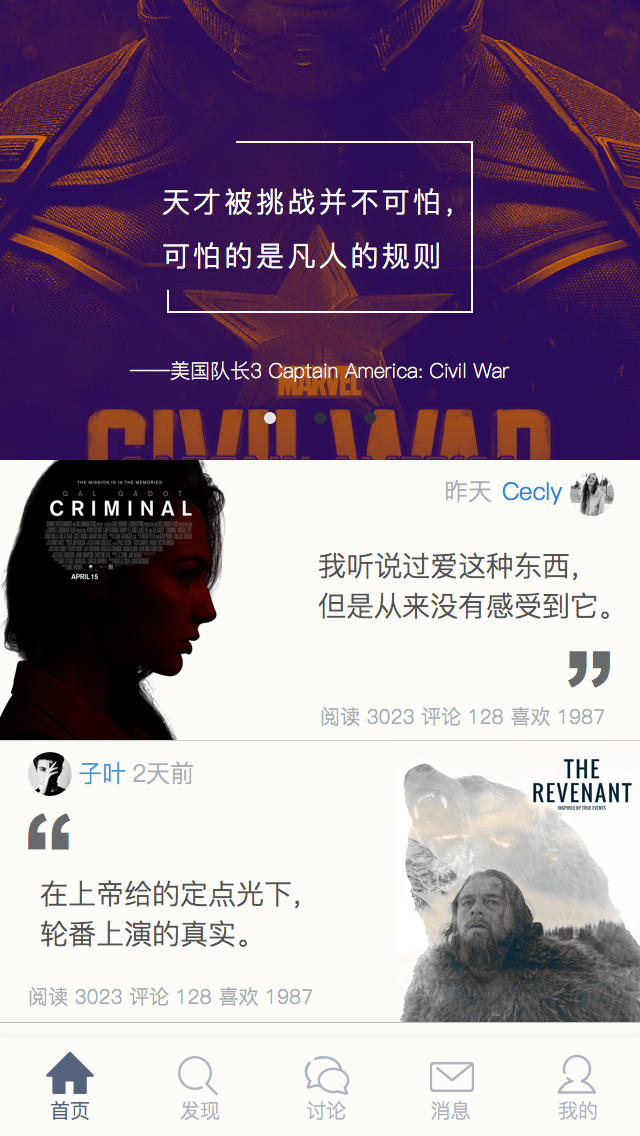 天才被挑战并不可怕，
可怕的是凡人的规则
——美国队长3 Captain America: Civil War
MARVEL
CIVIL WAR
CAPTAIN AMERICA
THE MISSION IS IN THE MEMORIES.
GAL GADOT
CRIMINAL
APRIL 15
昨天 Cecly
我听说过爱这种东西，
但是从来没有感受到它。
”
阅读 3023 评论 128 喜欢 1987
子叶 2天前
“
在上帝给的定点光下，
轮番上演的真实。
阅读 3023 评论 128 喜欢 1987
THE
REVENANT
INSPIRED BY TRUE EVENTS
首页 发现 讨论 消息 我的